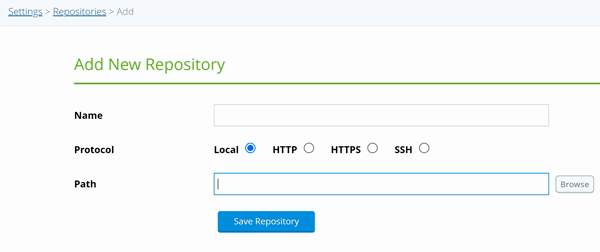 Settings > Repositories > Add
Add New Repository
Name
Protocol Local HTTP HTTPS SSH
Path Browse
Save Repository